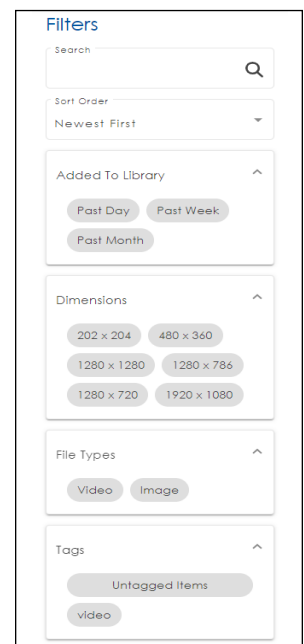 Filters
Search
Sort Order
Newest First
Added To Library
Past Day Past Week
Past Month
Dimensions
202 x 204 480 x 360
1280 x 1280 1280 x 786
1280 x 720 1920 x 1080
File Types
Video Image
Tags
Untagged Items
video